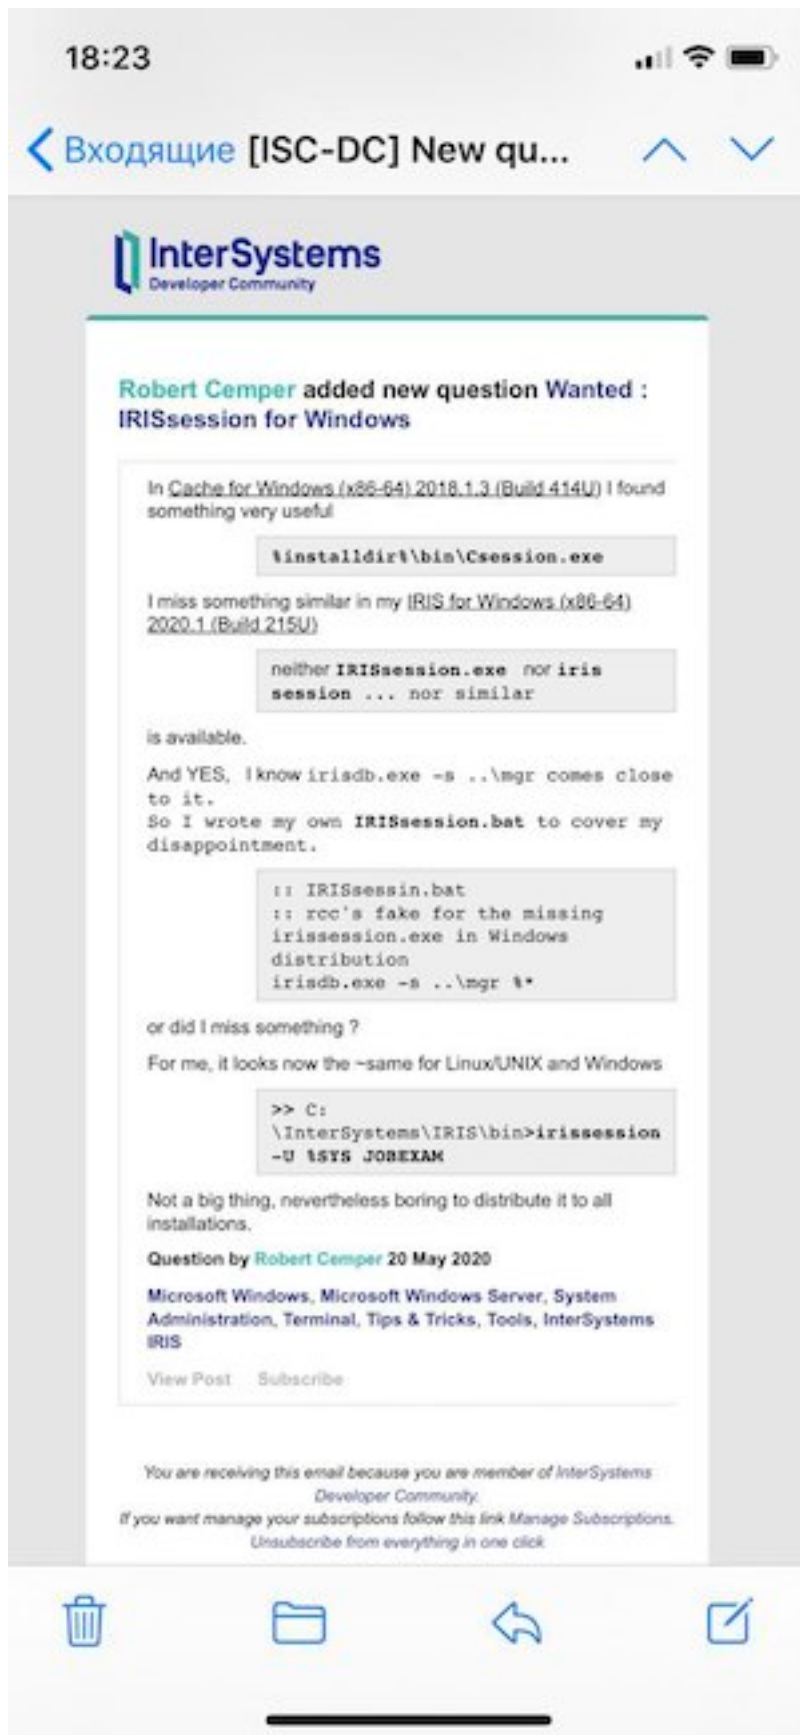 18:23
Входящие [ISC-DC] New qu...
InterSystems
Developer Community
Robert Cemper added new question Wanted :
IRISsession for Windows
In Cache for Windows (x86-64) 2018.1.3 (Build 414U) I found
something very useful
%installdir%\bin\Csession.exe
I miss something similar in my IRIS for Windows (x86-64)
2020.1 (Build 215U)
neither IRISsession.exe nor iris
session ... nor similar
is available.
And YES, I know irisdb.exe -s ..\mgr comes close
to it.
So I wrote my own IRISsession.bat to cover my
disappointment.
:: IRISsessin.bat
:: rcc's fake for the missing
irissession.exe in Windows
distribution
irisdb.exe -s ..\mgr %*
or did I miss something ?
For me, it looks now the ~same for Linux/UNIX and Windows
>> C:
\InterSystems\IRIS\bin>irissession
-U %SYS JOBEXAM
Not a big thing, nevertheless boring to distribute it to all
installations.
Question by Robert Cemper 20 May 2020
Microsoft Windows, Microsoft Windows Server, System
Administration, Terminal, Tips & Tricks, Tools, InterSystems
IRIS
View Post Subscribe
You are receiving this email because you are member of InterSystems
Developer Community.
If you want manage your subscriptions follow this link Manage Subscriptions.
Unsubscribe from everything in one click